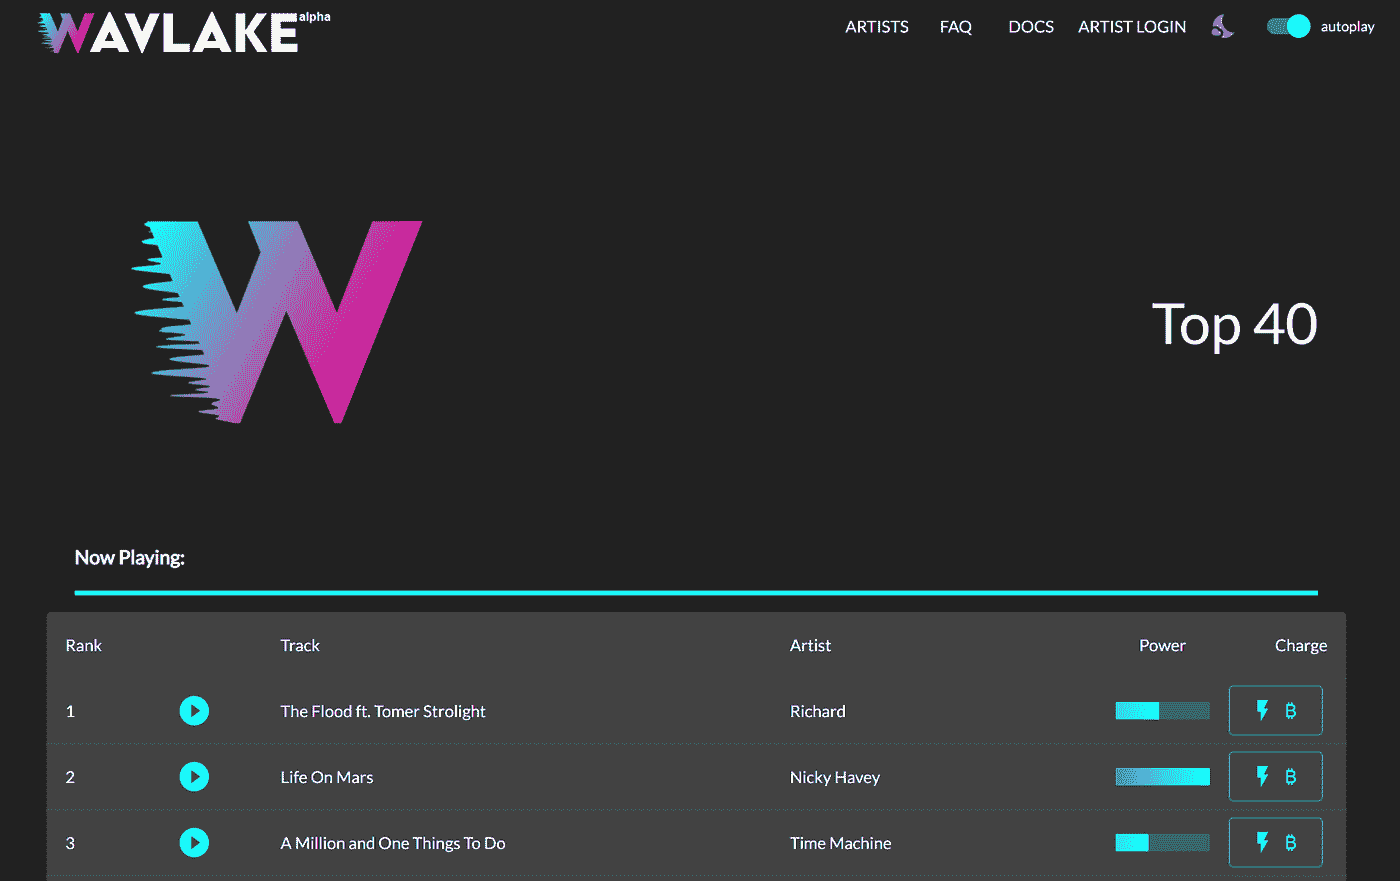 WAVLAKE alpha
ARTISTS FAQ DOCS ARTIST LOGIN autoplay
W
Top 40
Now Playing:
Rank Track Artist Power Charge
1 The Flood ft. Tomer Strolight Richard
2 Life On Mars Nicky Havey
3 A Million and One Things To Do Time Machine